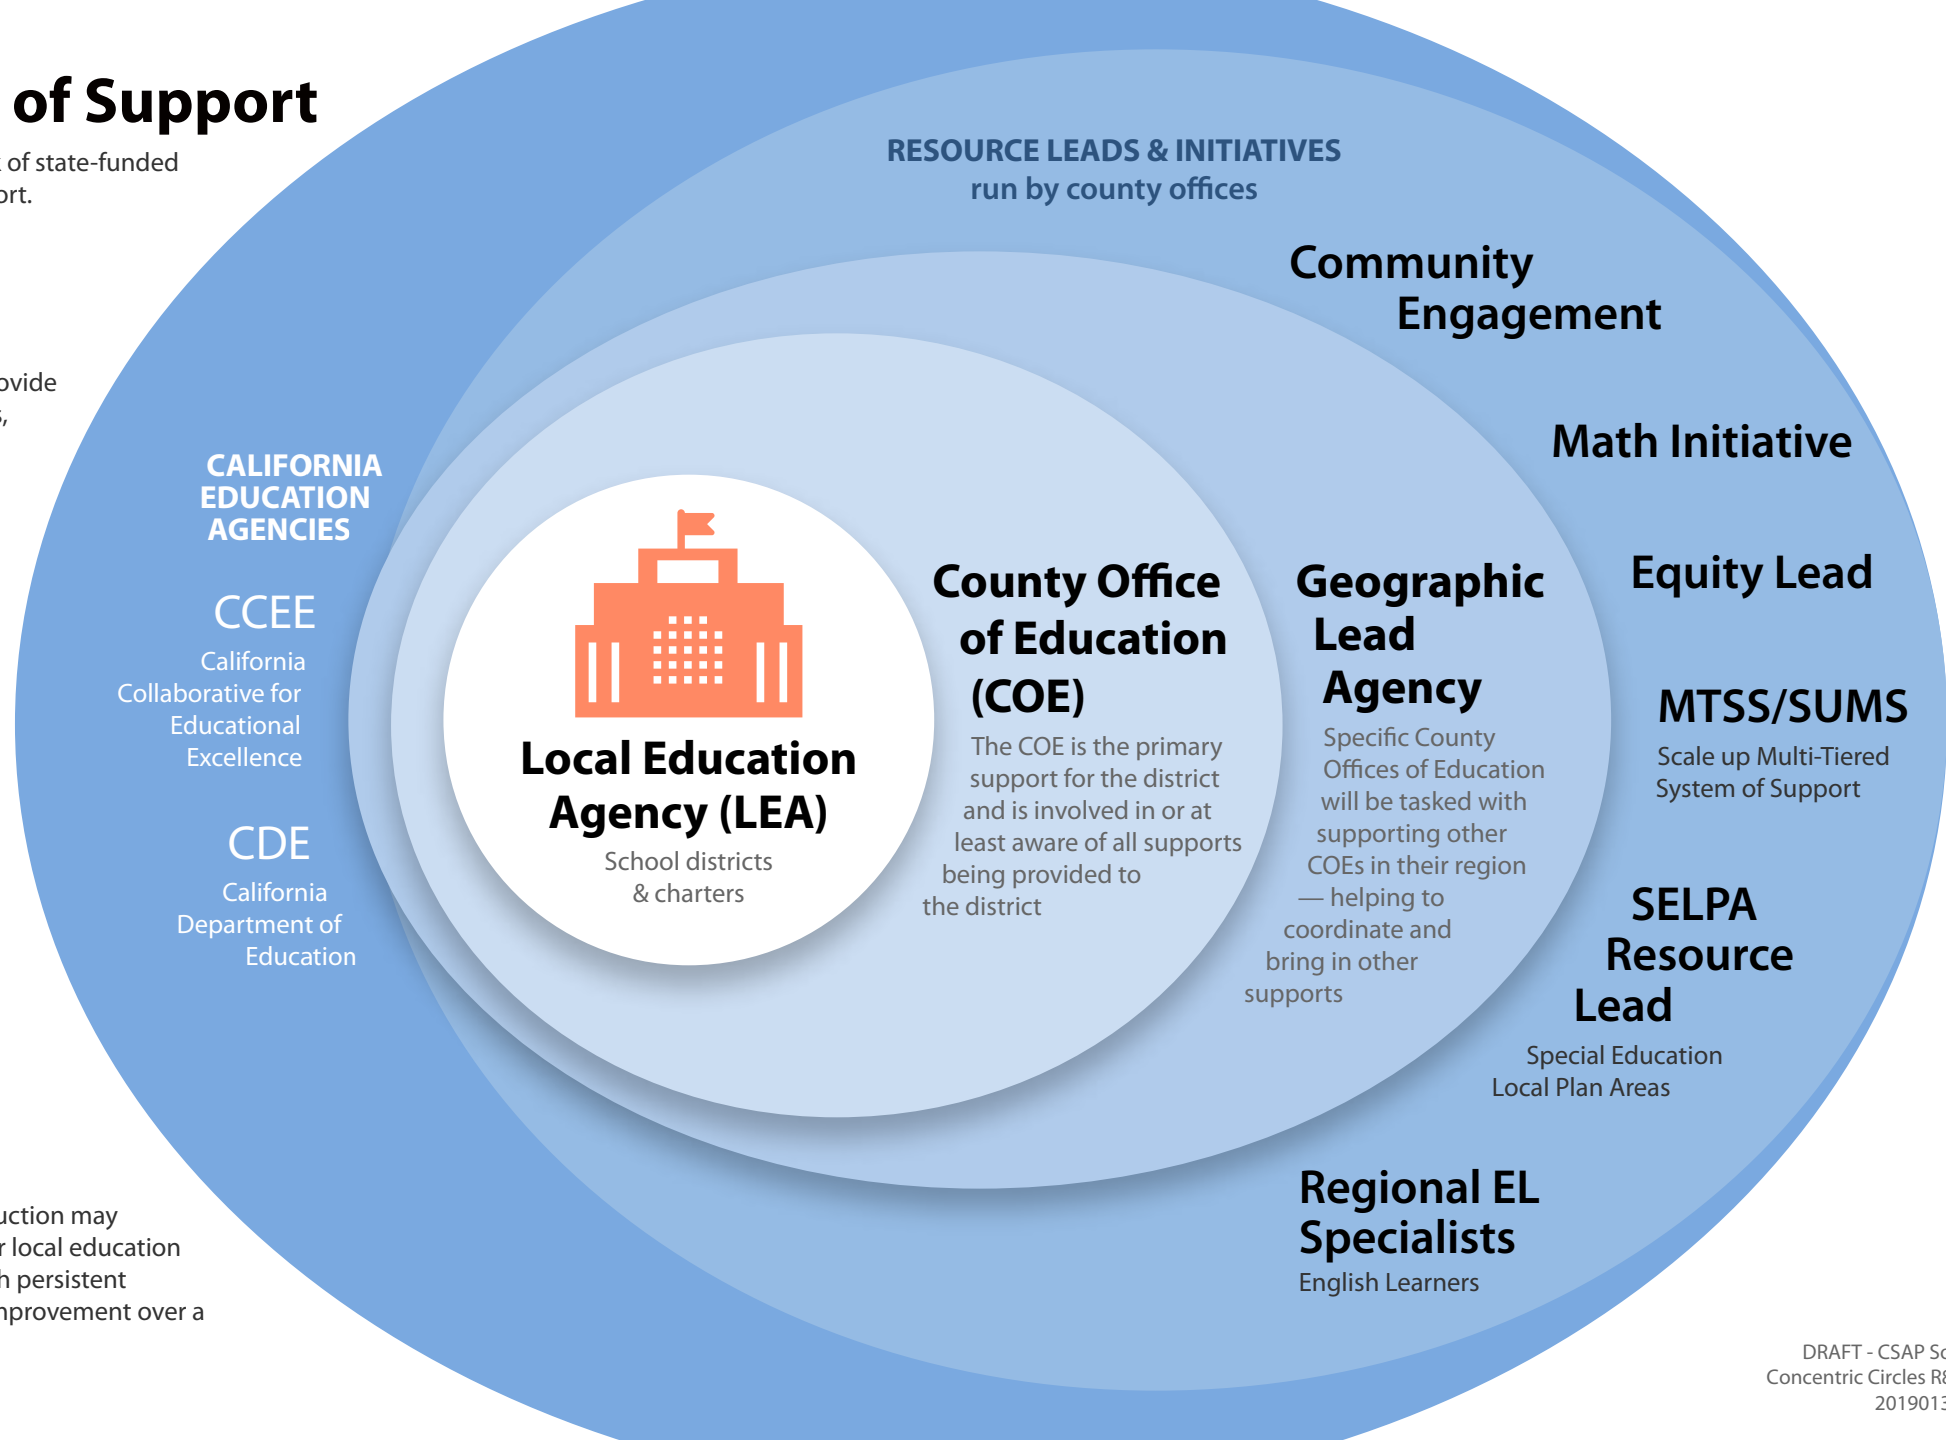 of Support
of state-funded
ort.
ovide
s,
RESOURCE LEADS & INITIATIVES
run by county offices
Community
Engagement
Math Initiative
Equity Lead
MTSS/SUMS
Scale up Multi-Tiered
System of Support
SELPA
Resource
Lead
Special Education
Local Plan Areas
Regional EL
Specialists
English Learners
CALIFORNIA
EDUCATION
AGENCIES
CCEE
California
Collaborative for
Educational
Excellence
CDE
California
Department of
Education
Local Education
Agency (LEA)
School districts
& charters
County Office
of Education
(COE)
The COE is the primary
support for the district
and is involved in or at
least aware of all supports
being provided to
the district
Geographic
Lead
Agency
Specific County
Offices of Education
will be tasked with
supporting other
COEs in their region
— helping to
coordinate and
bring in other
supports
uction may
r local education
h persistent
mprovement over a
DRAFT - CSAP Sc
Concentric Circles R8
2019013